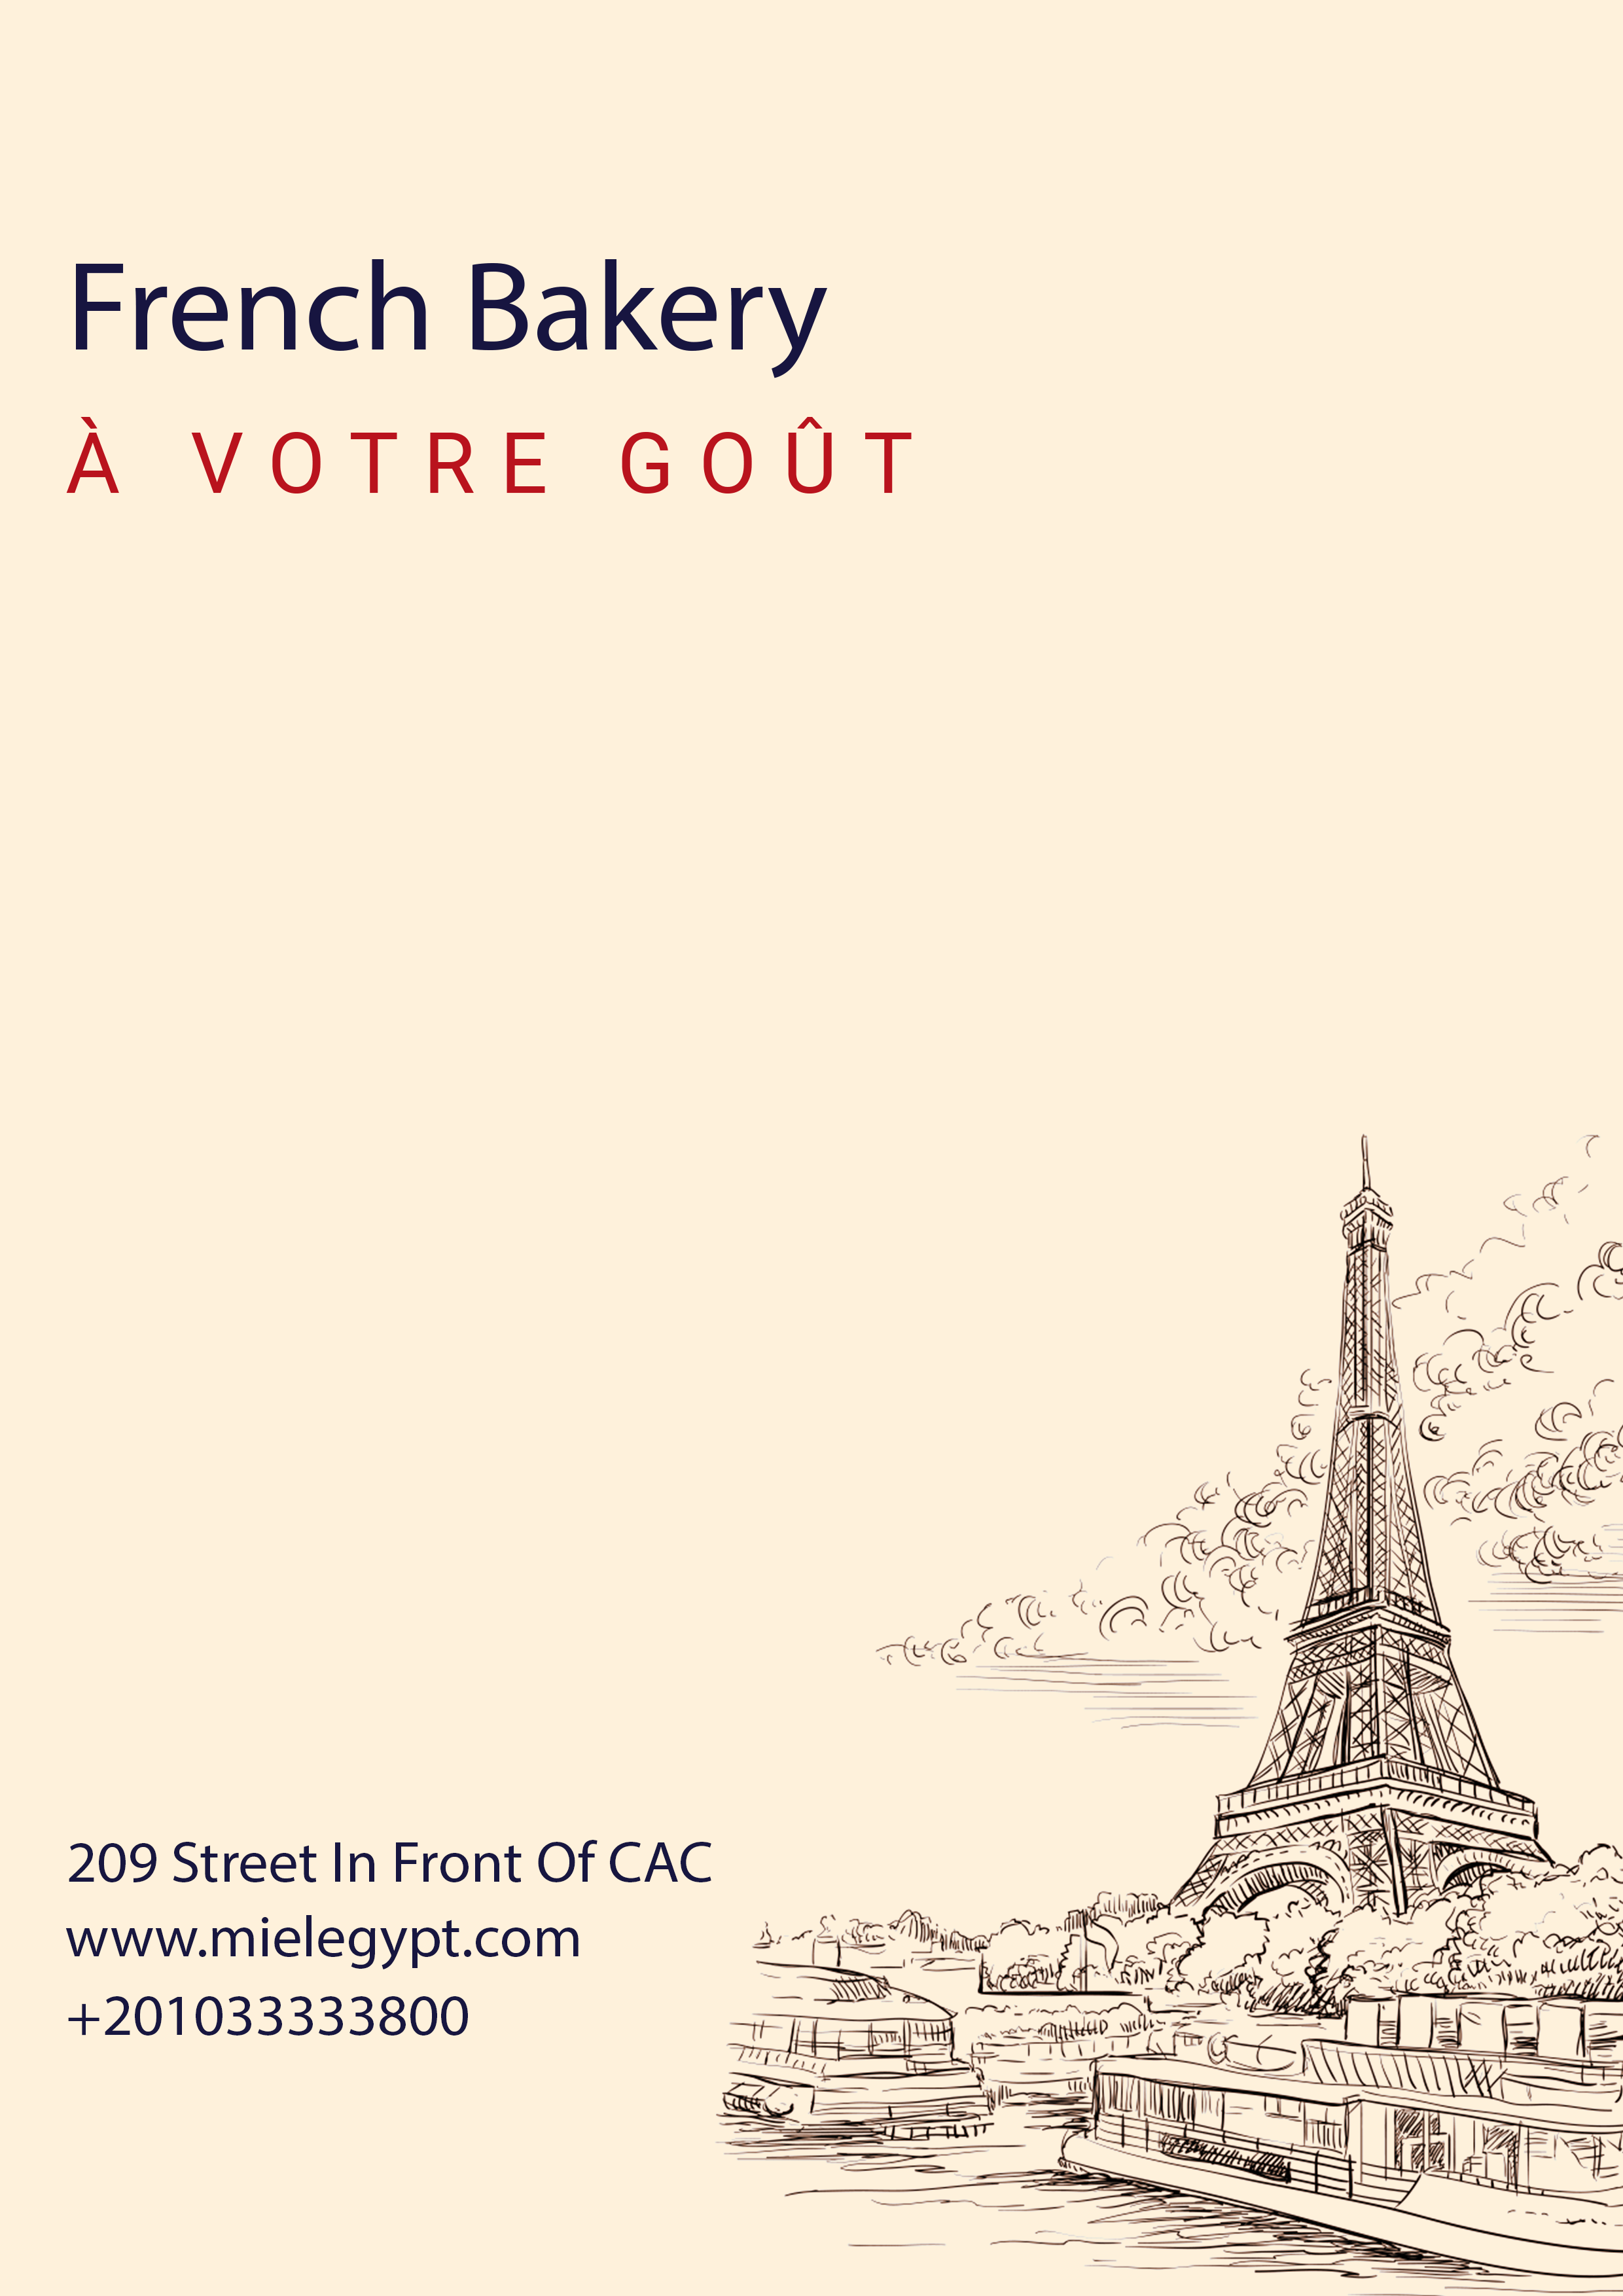 French Bakery
À VOTRE GOÛT
209 Street In Front Of CAC
www.mielegypt.com
+201033333800